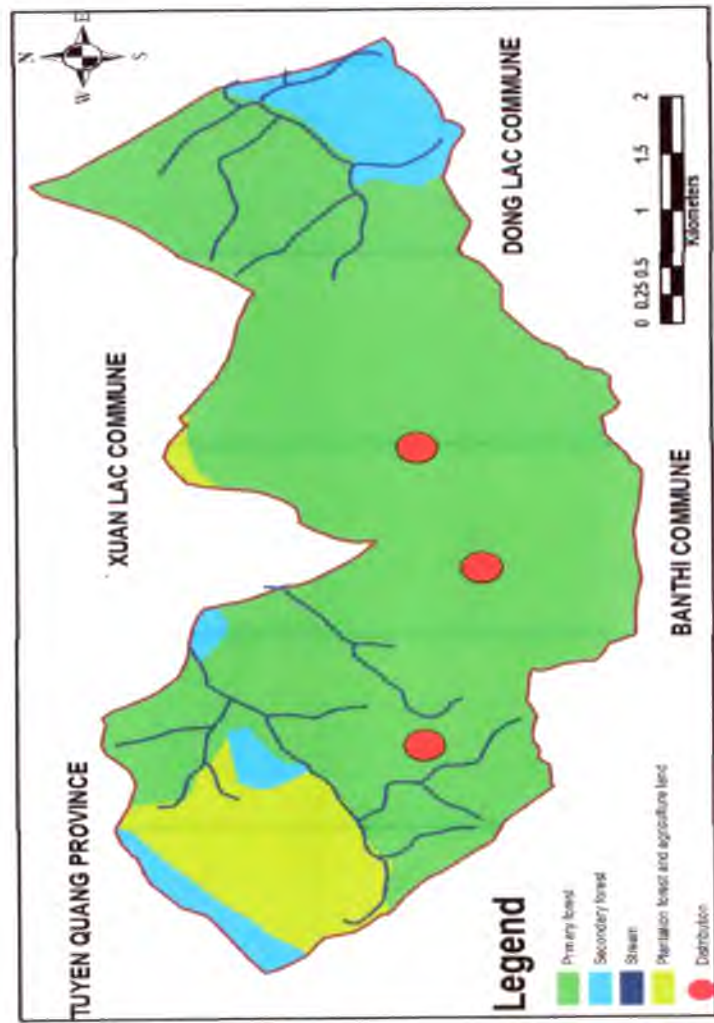 TUYEN QUANG PROVINCE
XUAN LAC COMMUNE
N
E
W
S
DONG LAC COMMUNE
BANTHI COMMUNE
0 0.25 0.5 1 1.5 2
Kilometers
Legend
Primary forest
Secondary forest
Stream
Plantation forest and agriculture land
Distribution